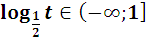 log_{1/2} t ∈ (−∞;1]